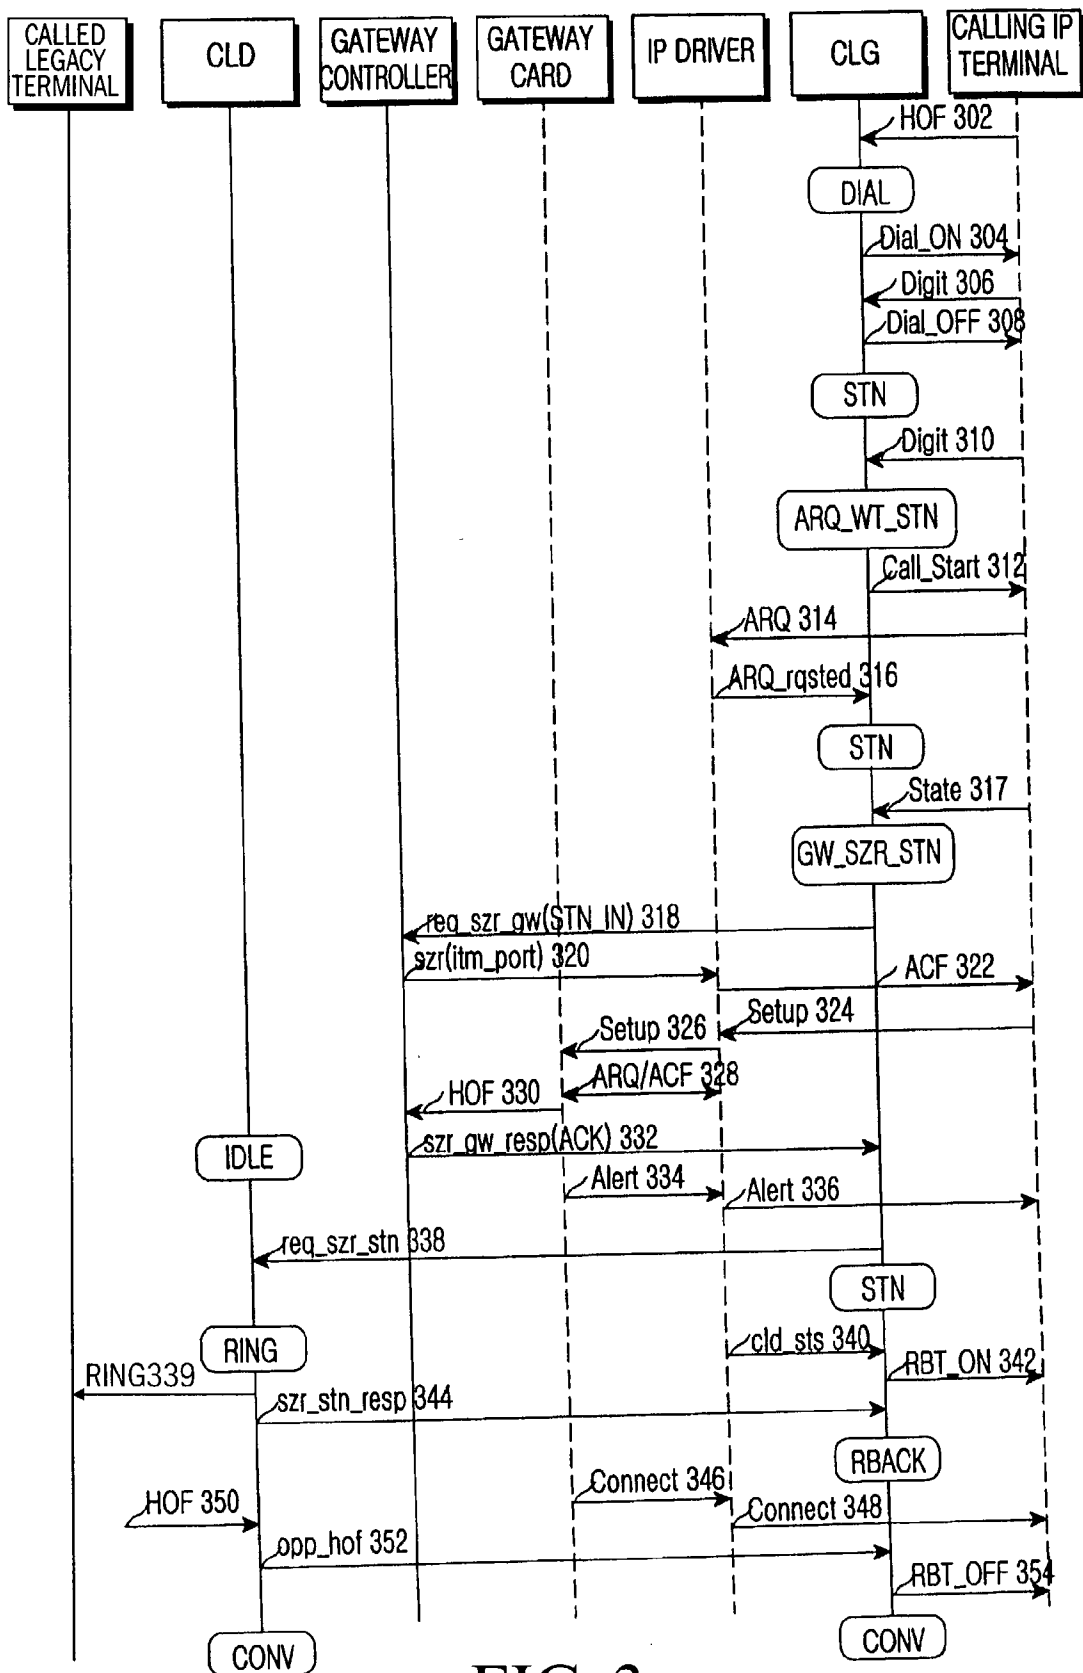 CALLED
LEGACY
TERMINAL
CLD
GATEWAY
CONTROLLER
GATEWAY
CARD
IP DRIVER
CLG
CALLING IP
TERMINAL
HOF 302
DIAL
Dial_ON 304
Digit 306
Dial_OFF 308
STN
Digit 310
ARQ_WT_STN
Call_Start 312
ARQ 314
ARQ_rqsted 316
STN
State 317
GW_SZR_STN
req_szr_gw(STN_IN) 318
szr(itm_port) 320
ACF 322
Setup 324
Setup 326
ARQ/ACF 328
HOF 330
szr_gw_resp(ACK) 332
IDLE
Alert 334
Alert 336
req_szr_stn 338
STN
RING
cld_sts 340
RBT_ON 342
RING339
szr_stn_resp 344
RBACK
Connect 346
HOF 350
Connect 348
opp_hof 352
RBT_OFF 354
CONV
CONV